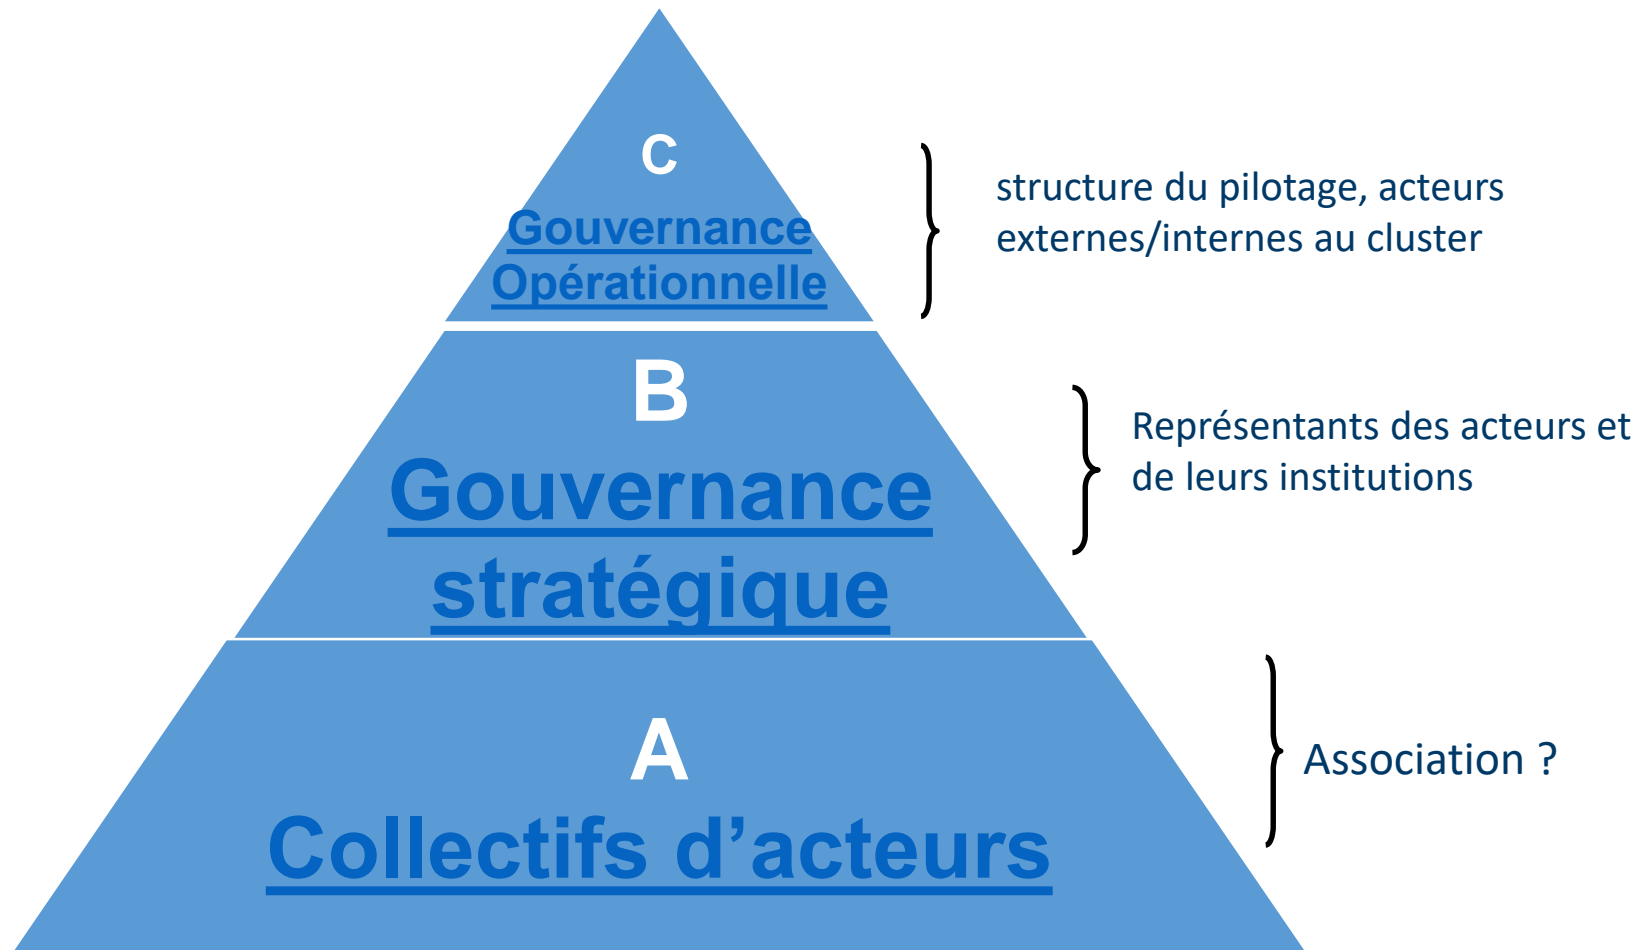 C
Gouvernance
Opérationnelle
structure du pilotage, acteurs
externes/internes au cluster
B
Gouvernance
stratégique
Représentants des acteurs et
de leurs institutions
A
Collectifs d’acteurs
Association ?